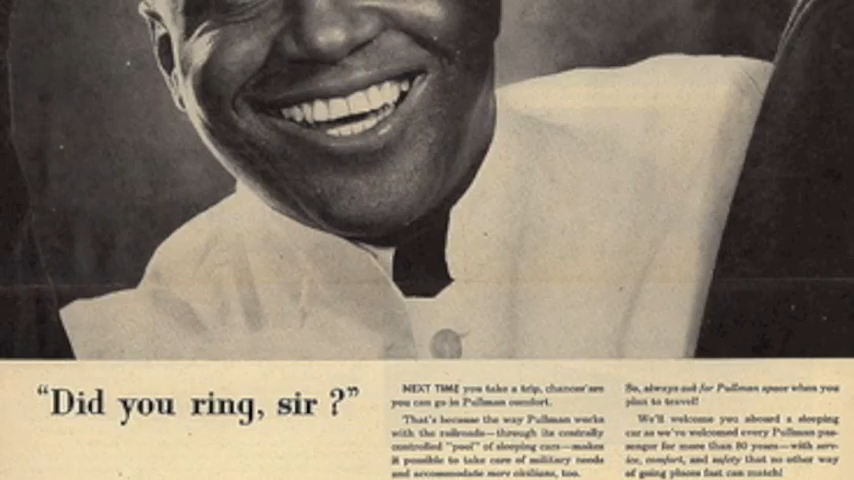 "Did you ring, sir ?"
NEXT TIME you take a trip, chances are
you can go in Pullman comfort.
That's because the way Pullman works
with the railroads—through its centrally
controlled "pool" of sleeping cars—makes
it possible to take care of military needs
and accommodate more civilians, too.
So, always ask for Pullman space when you
plan to travel!
We'll welcome you aboard a sleeping
car as we've welcomed every Pullman pas-
senger for more than 80 years—with serv-
ice, comfort, and safety that no other way
of going places fast can match!